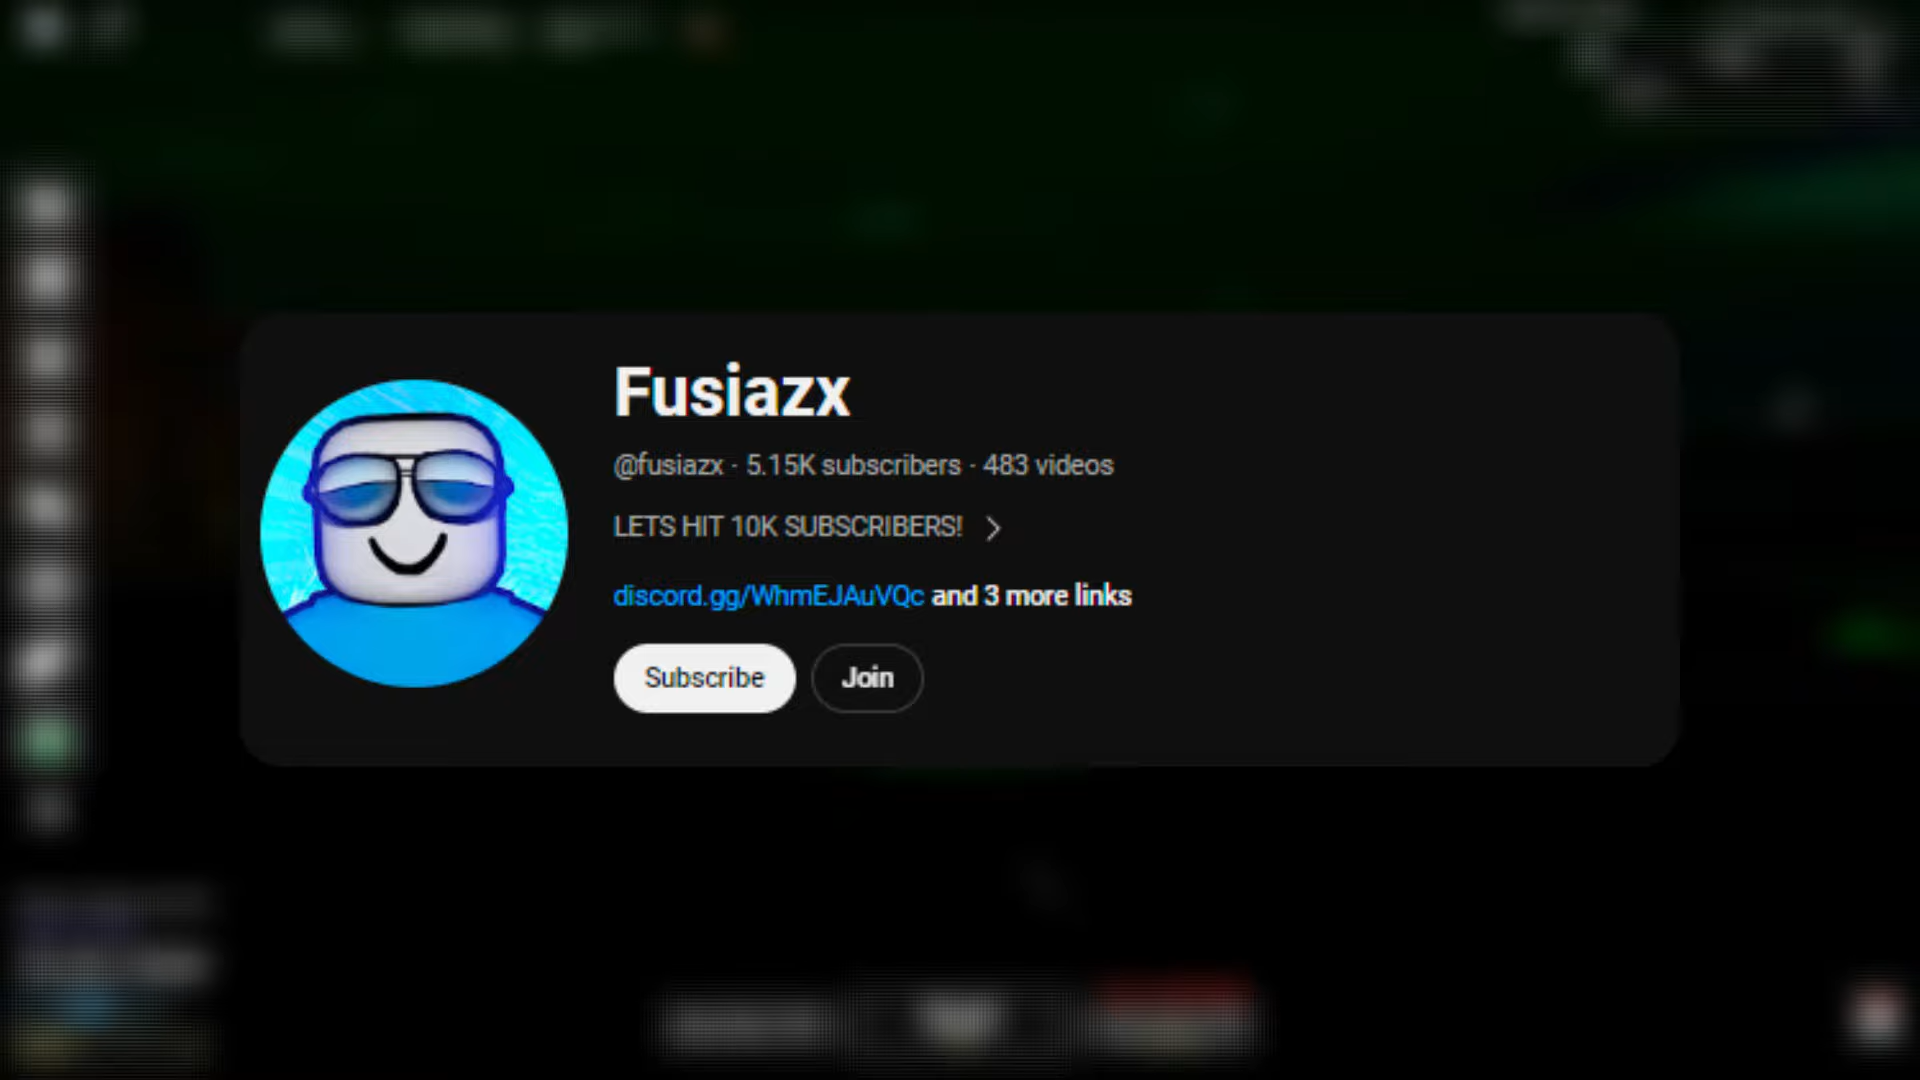 Fusiazx
@fusiazx · 5.15K subscribers · 483 videos
LETS HIT 10K SUBSCRIBERS!
discord.gg/WhmEJAuVQc and 3 more links
Subscribe
Join